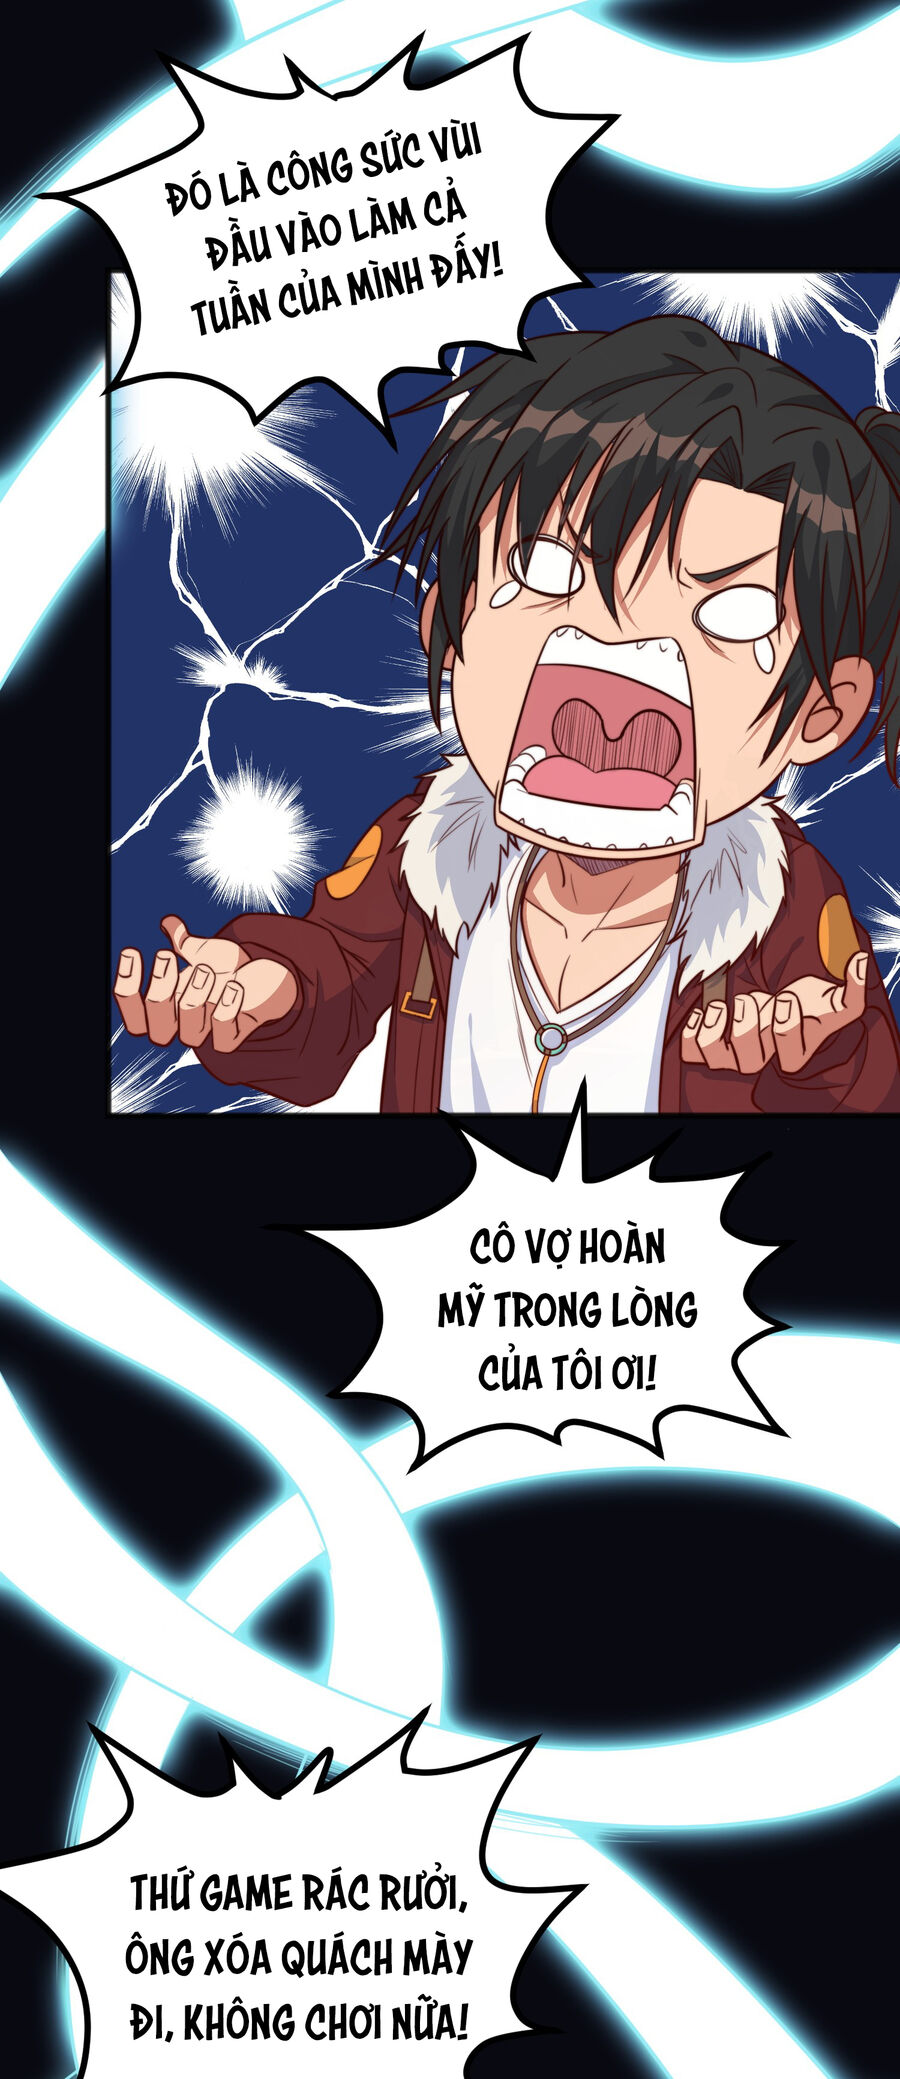 ĐÓ LÀ CÔNG SỨC VÙI
ĐẦU VÀO LÀM CẢ
TUẦN CỦA MÌNH ĐẤY!
CÔ VỢ HOÀN
MỸ TRONG LÒNG
CỦA TÔI ƠI!
THỨ GAME RÁC RƯỞI,
ÔNG XÓA QUÁCH MÀY
ĐI, KHÔNG CHƠI NỮA!